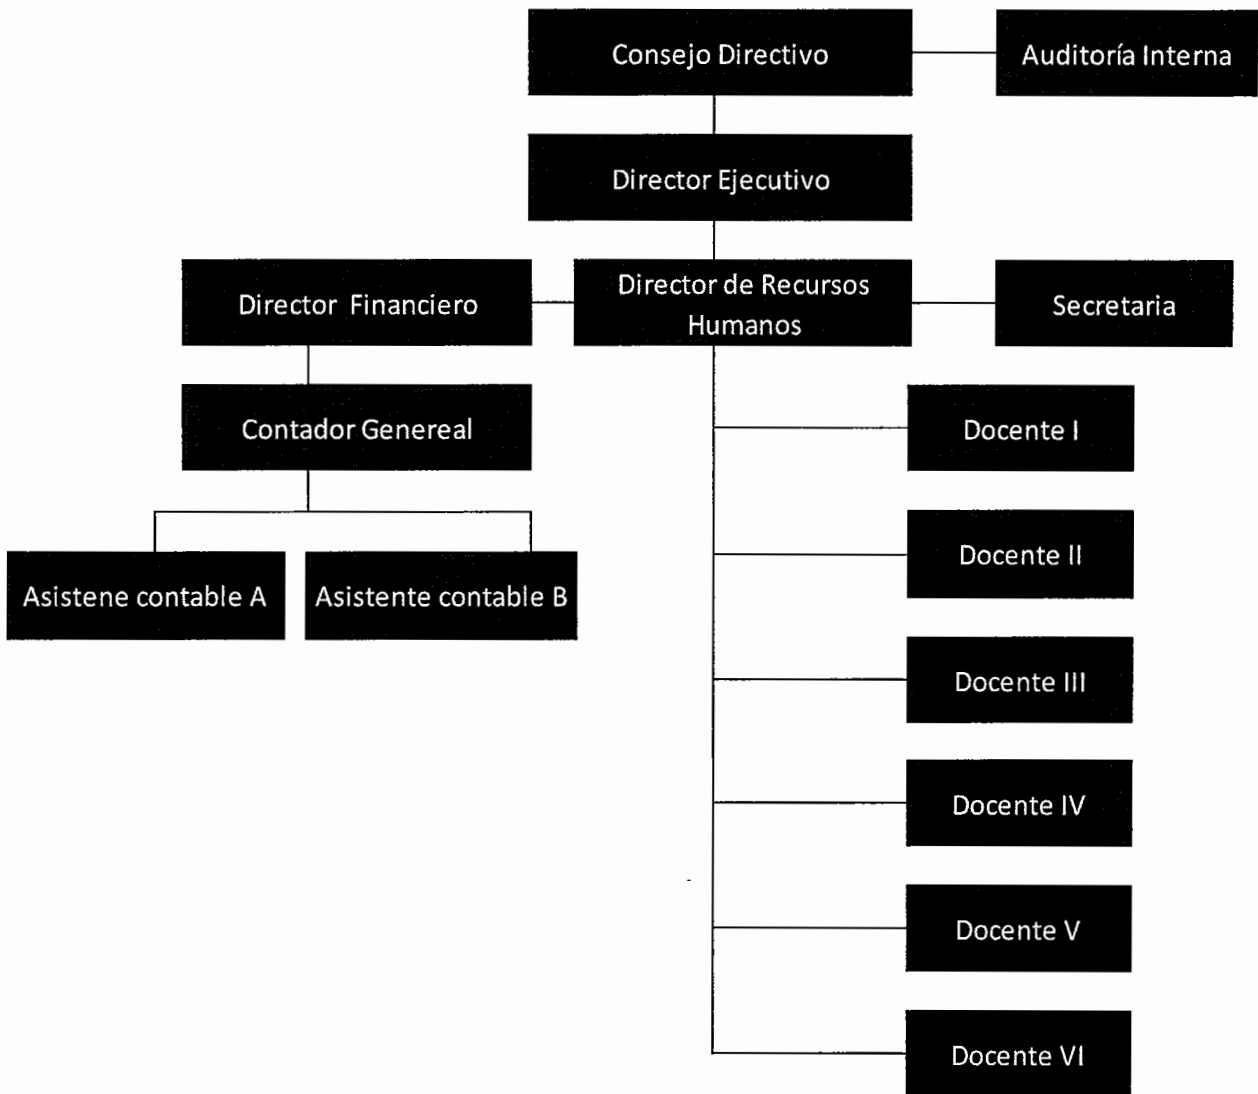 Consejo Directivo
Auditoría Interna
Director Ejecutivo
Director Financiero
Director de Recursos
Humanos
Secretaria
Contador Genereal
Docente I
Docente II
Asistene contable A
Asistente contable B
Docente III
Docente IV
Docente V
Docente VI